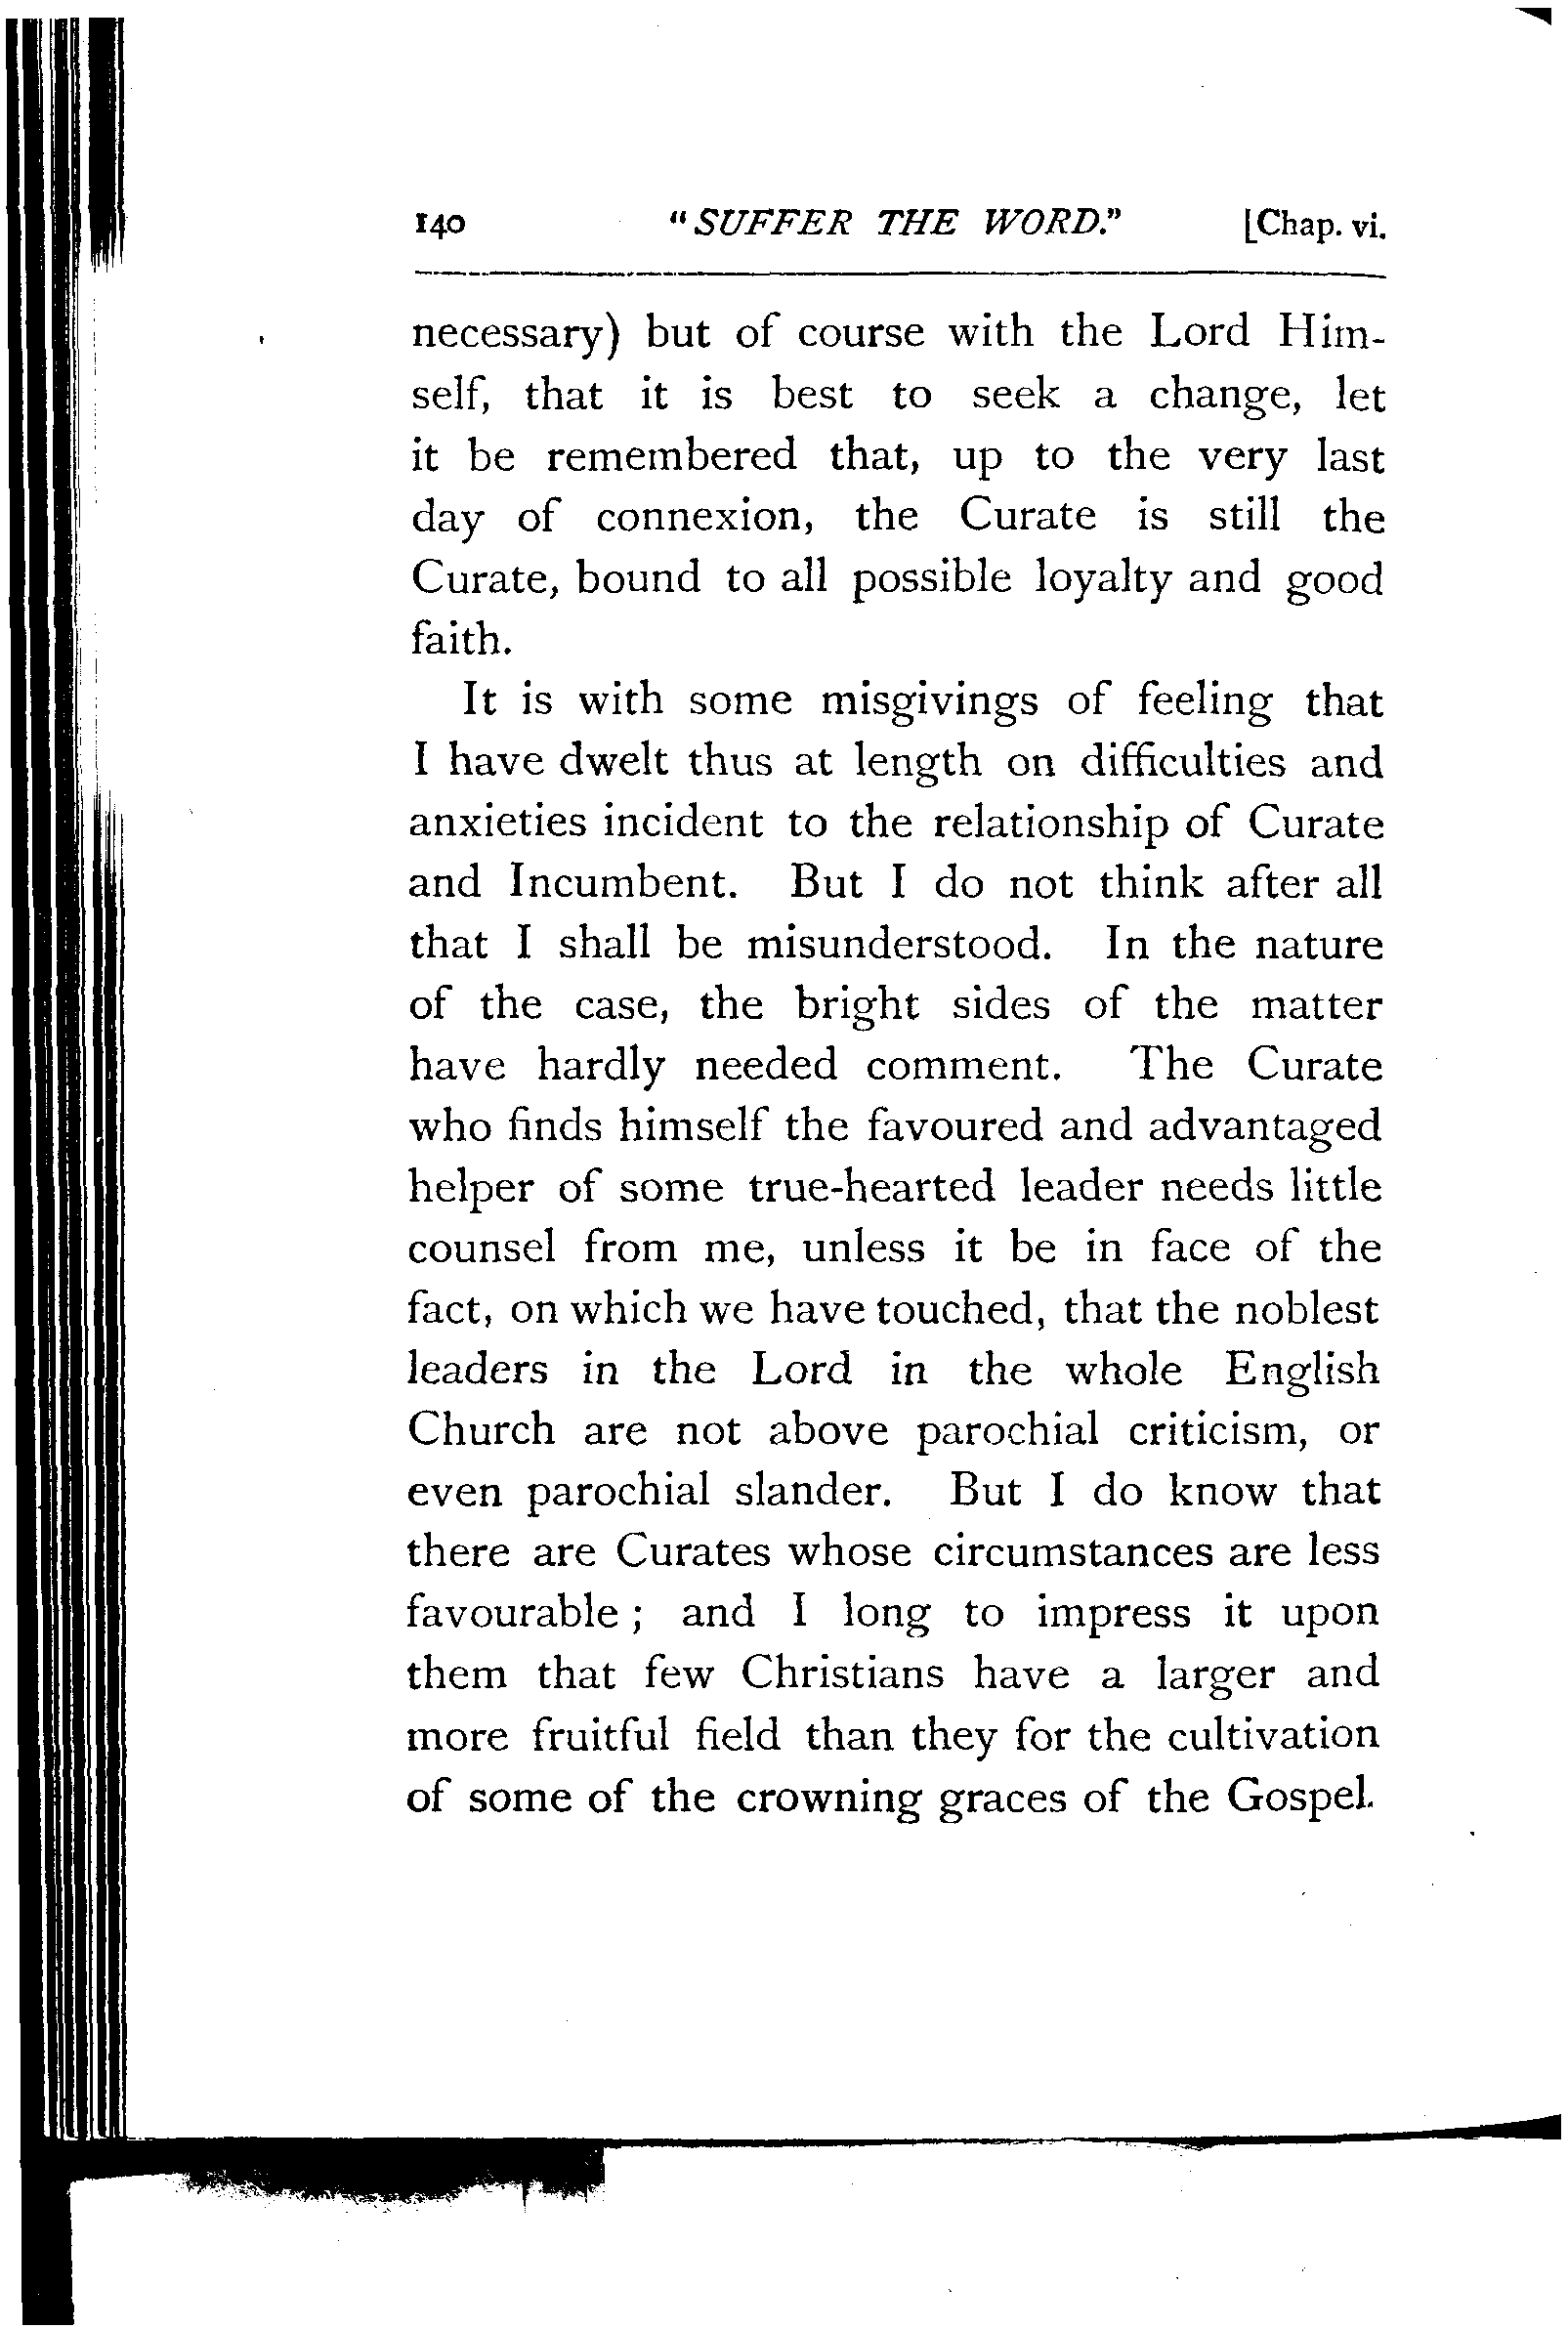 140 "SUFFER THE WORD." [Chap. vi.
necessary) but of course with the Lord Him-
self, that it is best to seek a change, let
it be remembered that, up to the very last
day of connexion, the Curate is still the
Curate, bound to all possible loyalty and good
faith.
It is with some misgivings of feeling that
I have dwelt thus at length on difficulties and
anxieties incident to the relationship of Curate
and Incumbent. But I do not think after all
that I shall be misunderstood. In the nature
of the case, the bright sides of the matter
have hardly needed comment. The Curate
who finds himself the favoured and advantaged
helper of some true-hearted leader needs little
counsel from me, unless it be in face of the
fact, on which we have touched, that the noblest
leaders in the Lord in the whole English
Church are not above parochial criticism, or
even parochial slander. But I do know that
there are Curates whose circumstances are less
favourable ; and I long to impress it upon
them that few Christians have a larger and
more fruitful field than they for the cultivation
of some of the crowning graces of the Gospel.